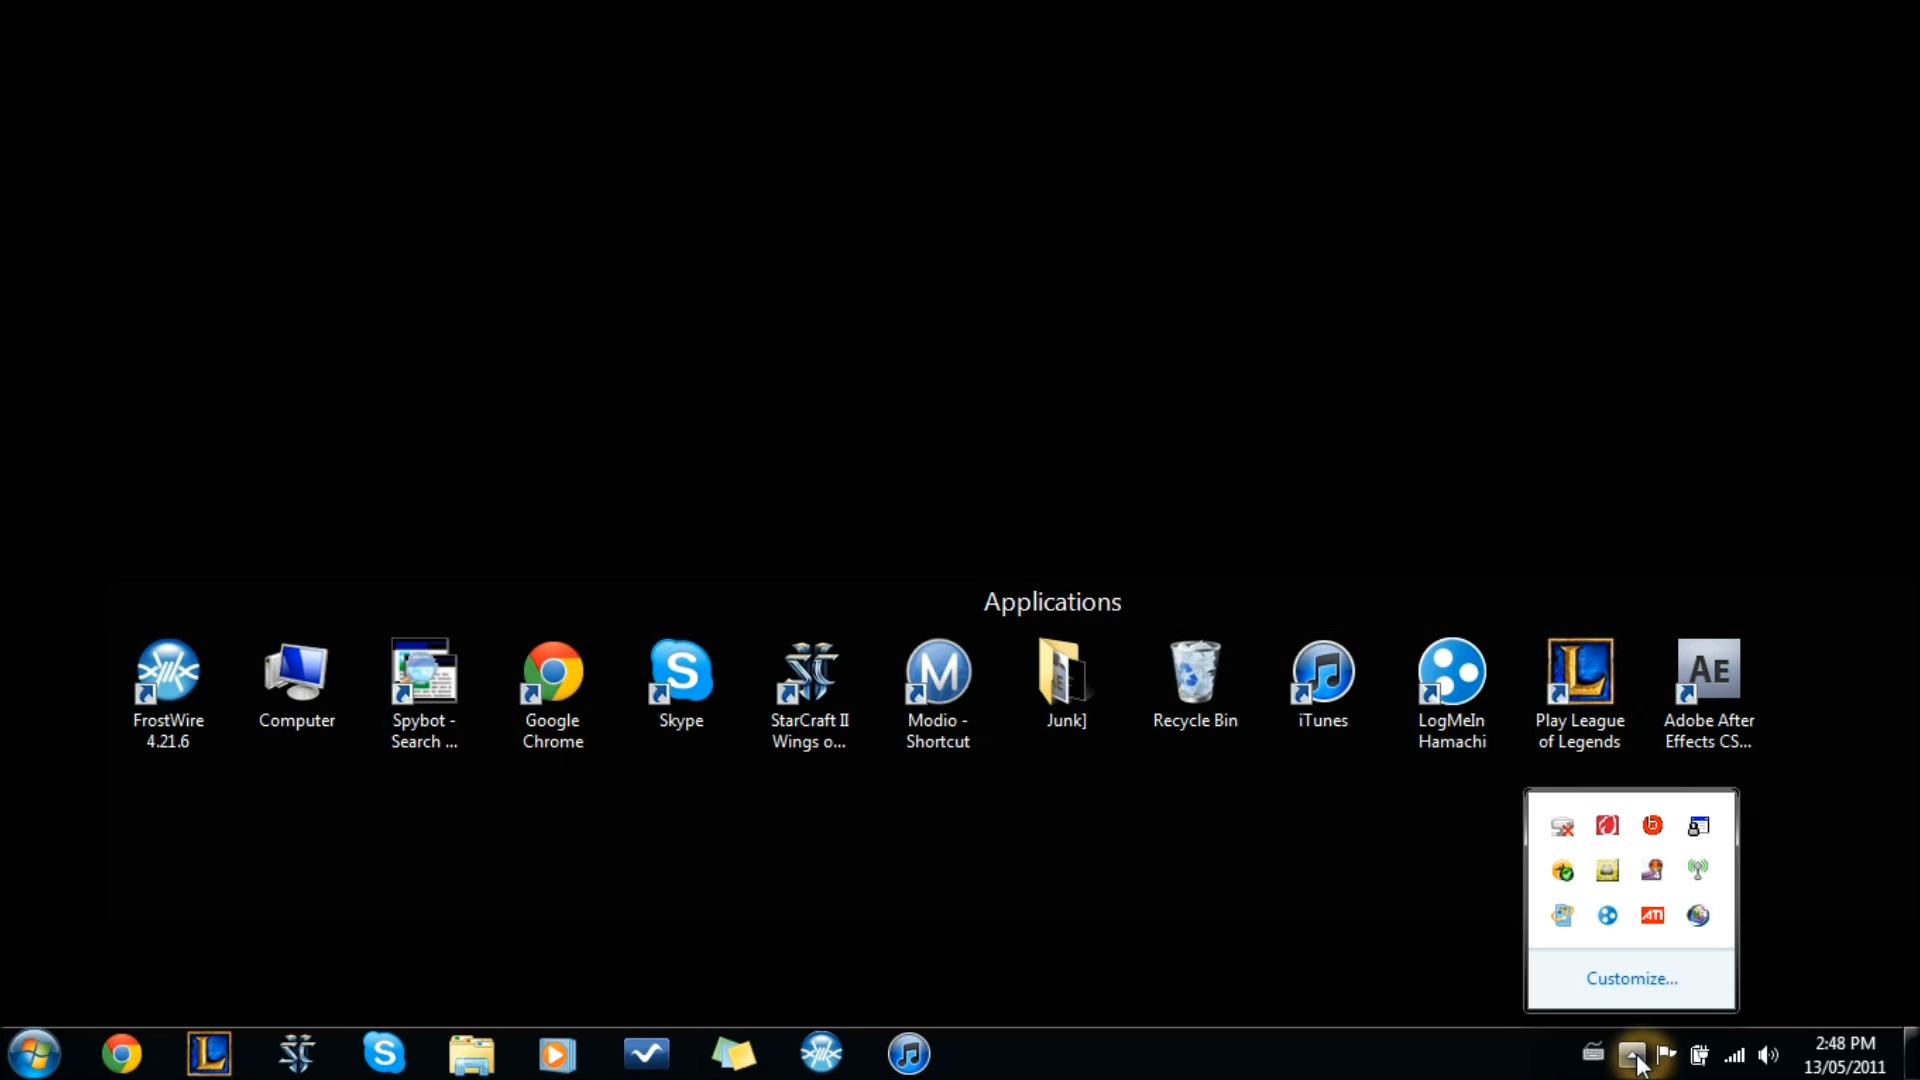 Applications
FrostWire
4.21.6
Computer
Spybot -
Search ...
Google
Chrome
Skype
StarCraft II
Wings o...
Modio -
Shortcut
Junk]
Recycle Bin
iTunes
LogMeIn
Hamachi
Play League
of Legends
Adobe After
Effects CS...
S
M
L
AE
ATI
Customize...
L
S
2:48 PM
13/05/2011